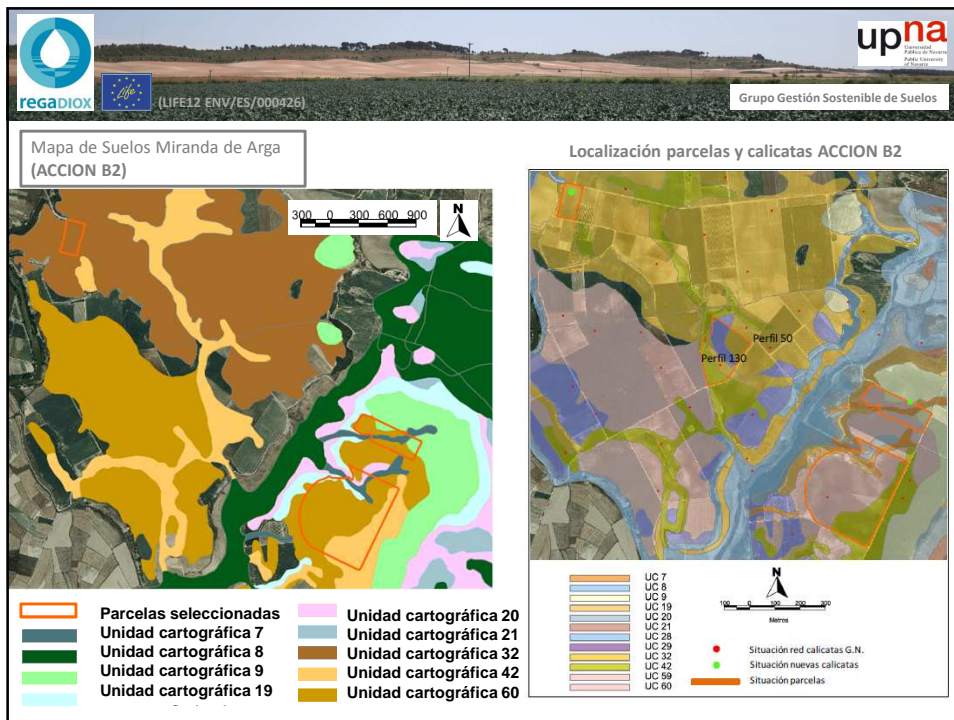 regaDIOX
Life
(LIFE12 ENV/ES/000426)
upna
Universidad
Pública de Navarra
Public University
of Navarre
Grupo Gestión Sostenible de Suelos
Mapa de Suelos Miranda de Arga
(ACCION B2)
300 0 300 600 900
N
Parcelas seleccionadas
Unidad cartográfica 7
Unidad cartográfica 8
Unidad cartográfica 9
Unidad cartográfica 19
Unidad cartográfica 20
Unidad cartográfica 21
Unidad cartográfica 32
Unidad cartográfica 42
Unidad cartográfica 60
Localización parcelas y calicatas ACCION B2
Perfil 50
Perfil 130
UC 7
UC 8
UC 9
UC 19
UC 20
UC 21
UC 28
UC 29
UC 32
UC 42
UC 59
UC 60
N
100 0 100 200 300
Metros
Situación red calicatas G.N.
Situación nuevas calicatas
Situación parcelas